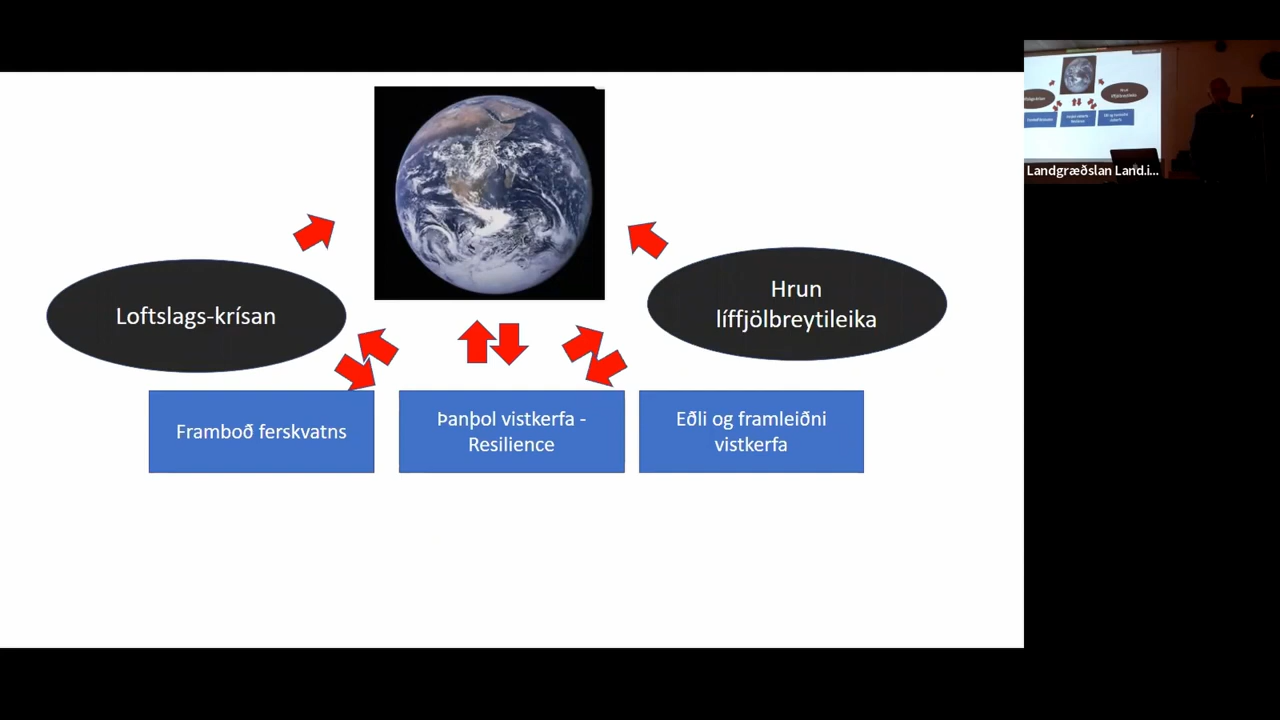 Loftslags-krísan
Hrun
líffjölbreytileika
Framboð ferskvatns
Þanþol vistkerfa -
Resilience
Eðli og framleiðni
vistkerfa
Landgræðslan Land.i...